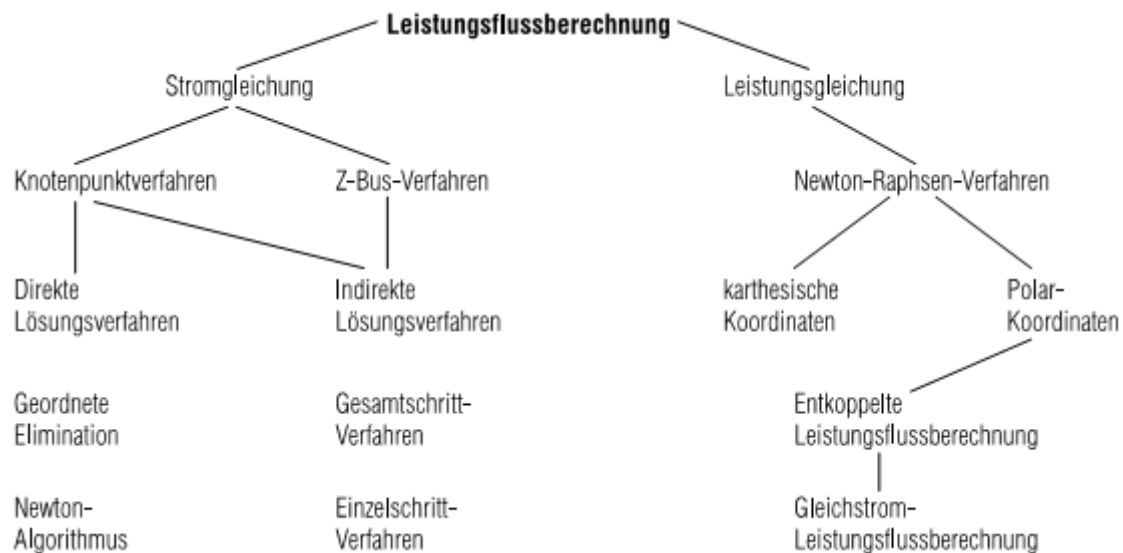 Leistungsflussberechnung
Stromgleichung
Leistungsgleichung
Knotenpunktverfahren
Z-Bus-Verfahren
Newton-Raphsen-Verfahren
Direkte
Lösungsverfahren
Indirekte
Lösungsverfahren
karthesische
Koordinaten
Polar-
Koordinaten
Geordnete
Elimination
Gesamtschritt-
Verfahren
Entkoppelte
Leistungsflussberechnung
Newton-
Algorithmus
Einzelschritt-
Verfahren
Gleichstrom-
Leistungsflussberechnung